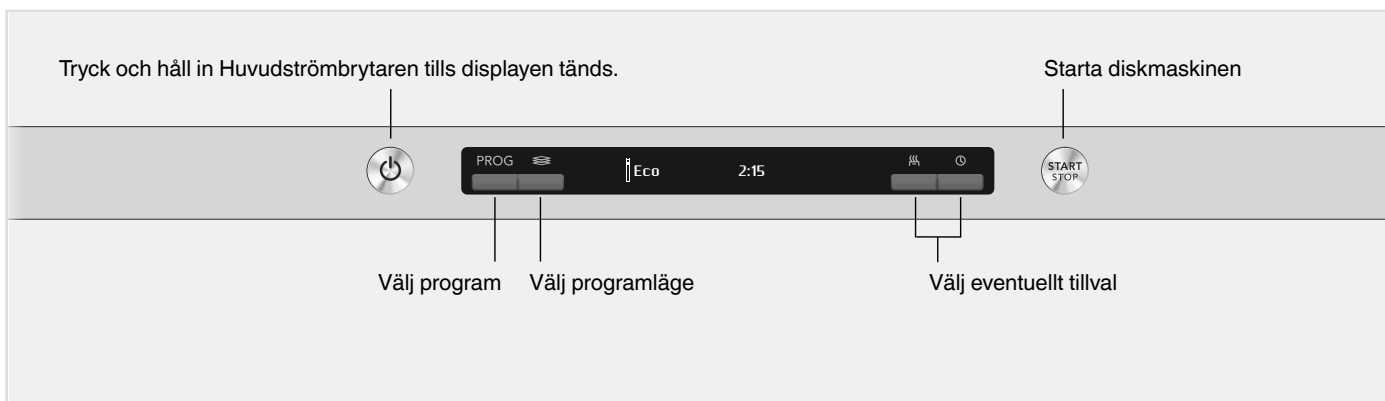 Tryck och håll in Huvudströmbrytaren tills displayen tänds.
Starta diskmaskinen
PROG
Eco 2:15
START
STOP
Välj program
Välj programläge
Välj eventuellt tillval